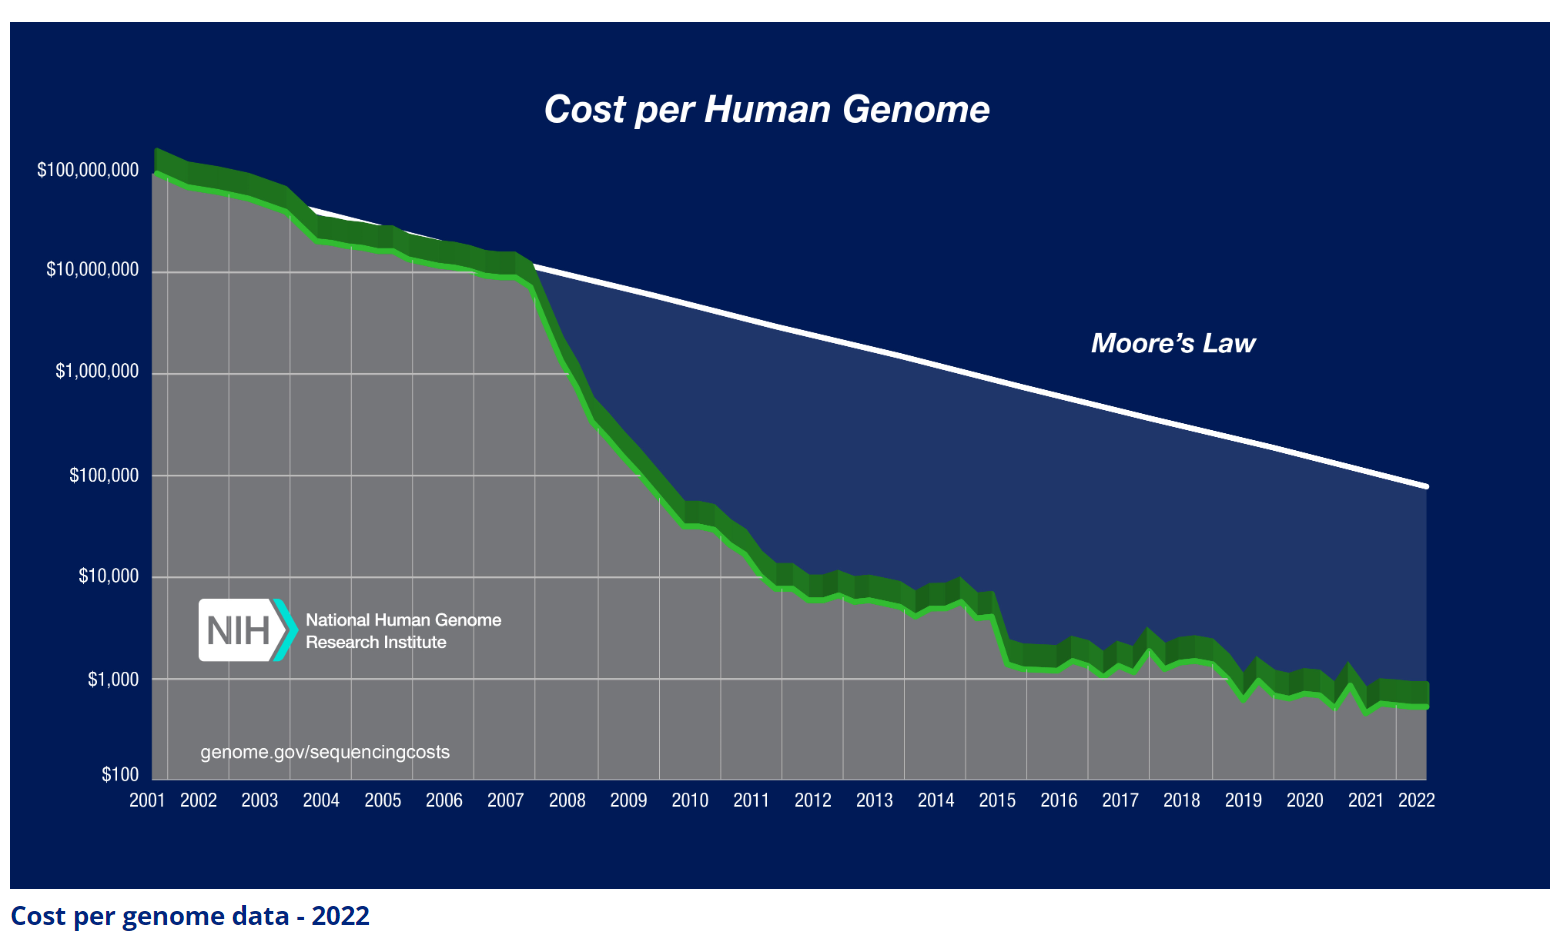 Cost per Human Genome
$100,000,000
$10,000,000
$1,000,000
$100,000
$10,000
$1,000
$100
Moore's Law
NIH
National Human Genome
Research Institute
genome.gov/sequencingcosts
2001 2002 2003 2004 2005 2006 2007 2008 2009 2010 2011 2012 2013 2014 2015 2016 2017 2018 2019 2020 2021 2022
Cost per genome data - 2022